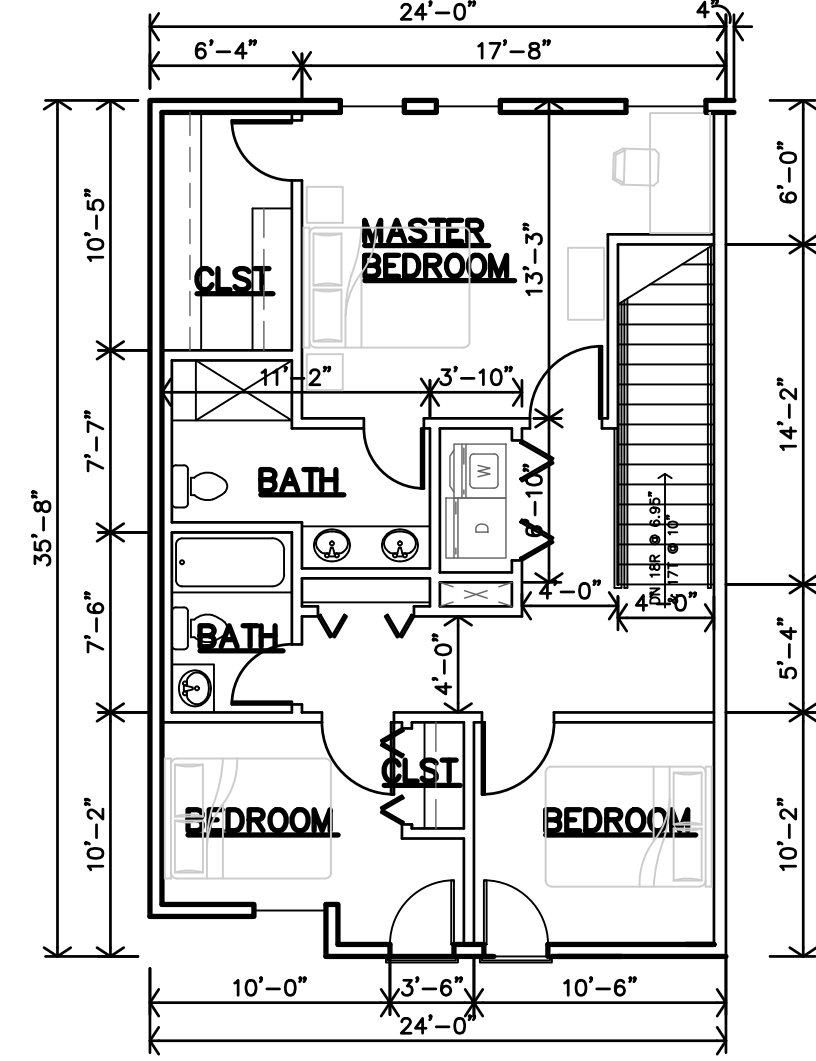 24'-0"
4"
6'-4"
17'-8"
10'-5"
6'-0"
MASTER
BEDROOM
13'-3"
CLST
11'-2"
3'-10"
14'-2"
7'-7"
BATH
W
D
35'-8"
DN 18R @ 6.95"
17T @ 10"
4'-0"
4'-0"
7'-6"
BATH
4'-0"
5'-4"
CLST
BEDROOM
BEDROOM
10'-2"
10'-2"
10'-0"
3'-6"
10'-6"
24'-0"